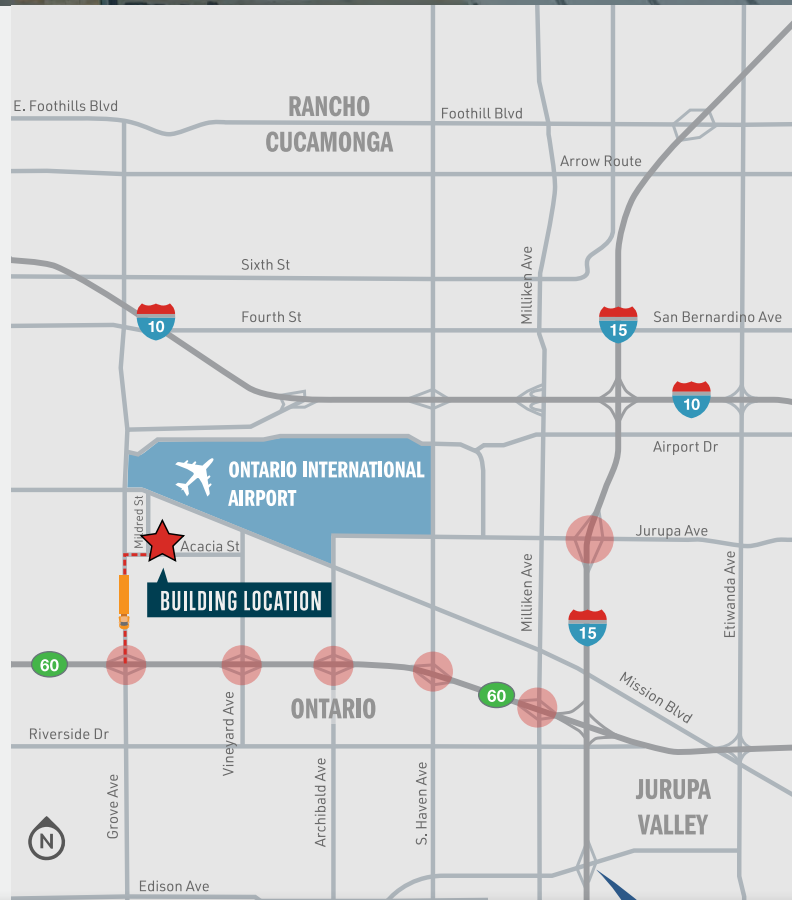 RANCHO
CUCAMONGA
E. Foothills Blvd
Foothill Blvd
Arrow Route
Sixth St
Milliken Ave
10
Fourth St
15
San Bernardino Ave
10
Airport Dr
ONTARIO INTERNATIONAL
AIRPORT
Mildred St
Acacia St
Jurupa Ave
BUILDING LOCATION
Milliken Ave
Etiwanda Ave
15
60
60
Mission Blvd
ONTARIO
Riverside Dr
Vineyard Ave
Grove Ave
Archibald Ave
S. Haven Ave
JURUPA
VALLEY
N
Edison Ave